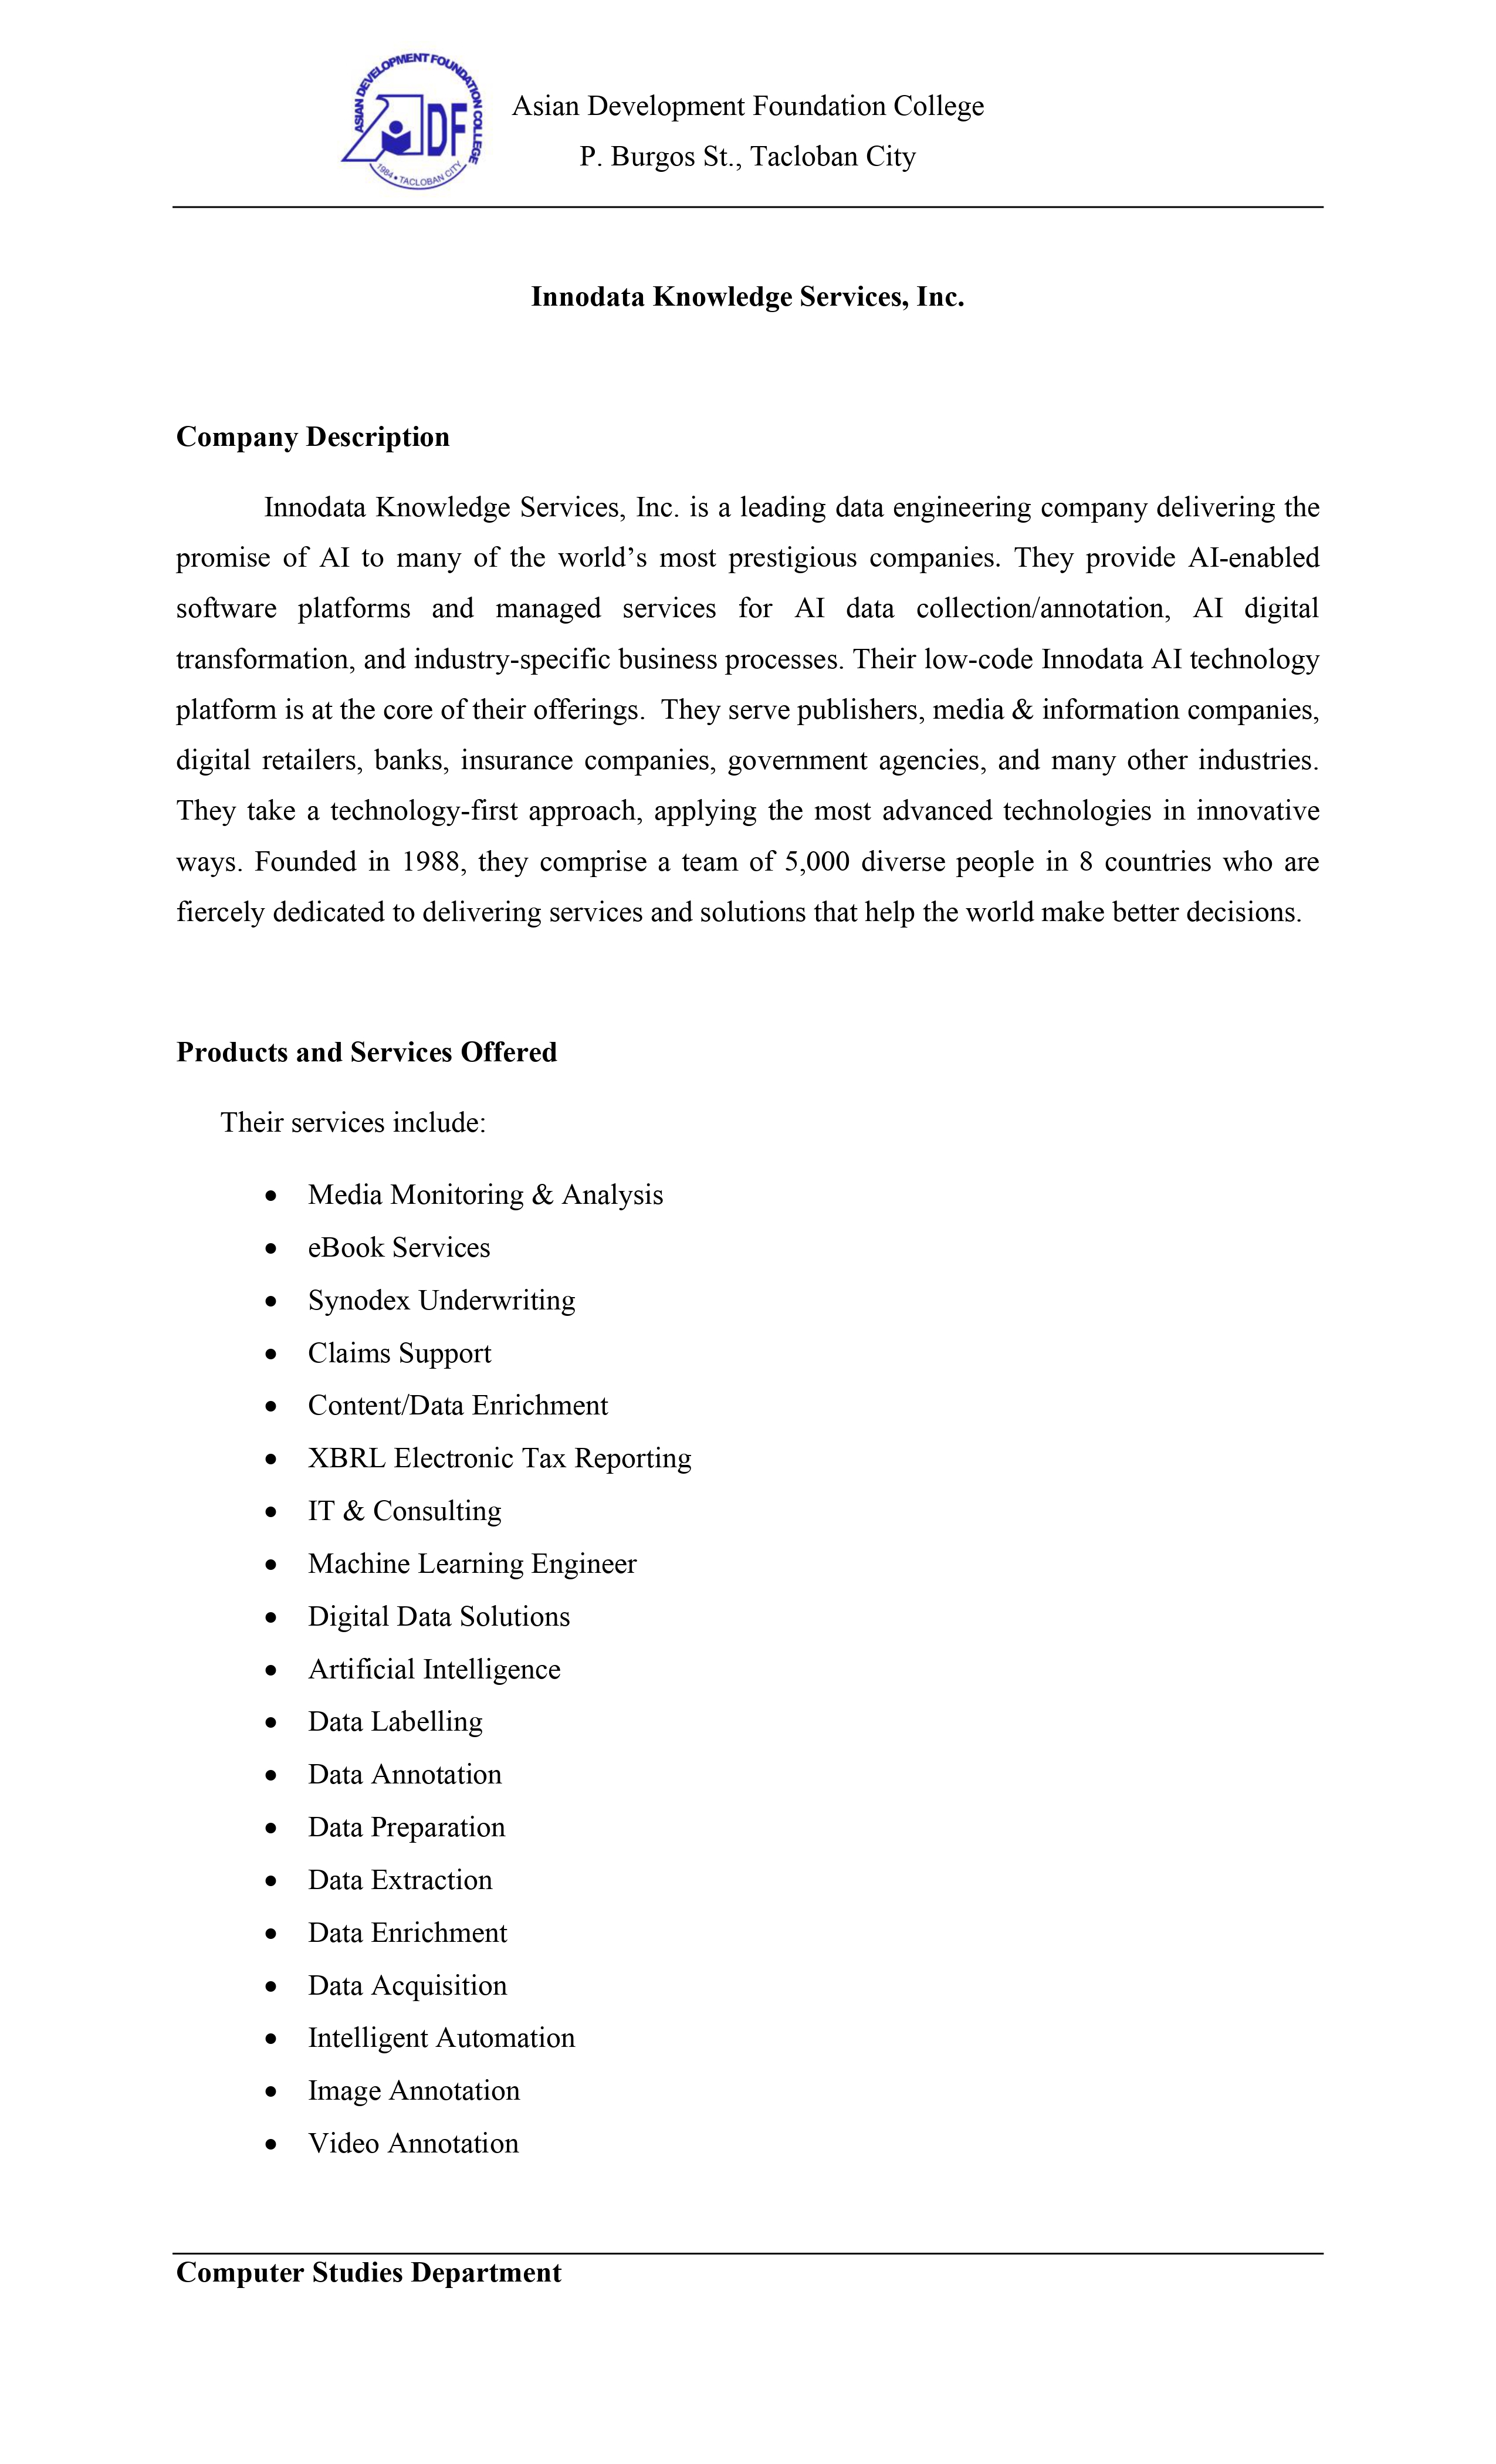 ASIAN DEVELOPMENT FOUNDATION COLLEGE
ADF
1984 • TACLOBAN CITY
Asian Development Foundation College
P. Burgos St., Tacloban City
Innodata Knowledge Services, Inc.
Company Description
Innodata Knowledge Services, Inc. is a leading data engineering company delivering the
promise of AI to many of the world’s most prestigious companies. They provide AI-enabled
software platforms and managed services for AI data collection/annotation, AI digital
transformation, and industry-specific business processes. Their low-code Innodata AI technology
platform is at the core of their offerings.  They serve publishers, media & information companies,
digital retailers, banks, insurance companies, government agencies, and many other industries.
They take a technology-first approach, applying the most advanced technologies in innovative
ways. Founded in 1988, they comprise a team of 5,000 diverse people in 8 countries who are
fiercely dedicated to delivering services and solutions that help the world make better decisions.
Products and Services Offered
Their services include:
• Media Monitoring & Analysis
• eBook Services
• Synodex Underwriting
• Claims Support
• Content/Data Enrichment
• XBRL Electronic Tax Reporting
• IT & Consulting
• Machine Learning Engineer
• Digital Data Solutions
• Artificial Intelligence
• Data Labelling
• Data Annotation
• Data Preparation
• Data Extraction
• Data Enrichment
• Data Acquisition
• Intelligent Automation
• Image Annotation
• Video Annotation
Computer Studies Department